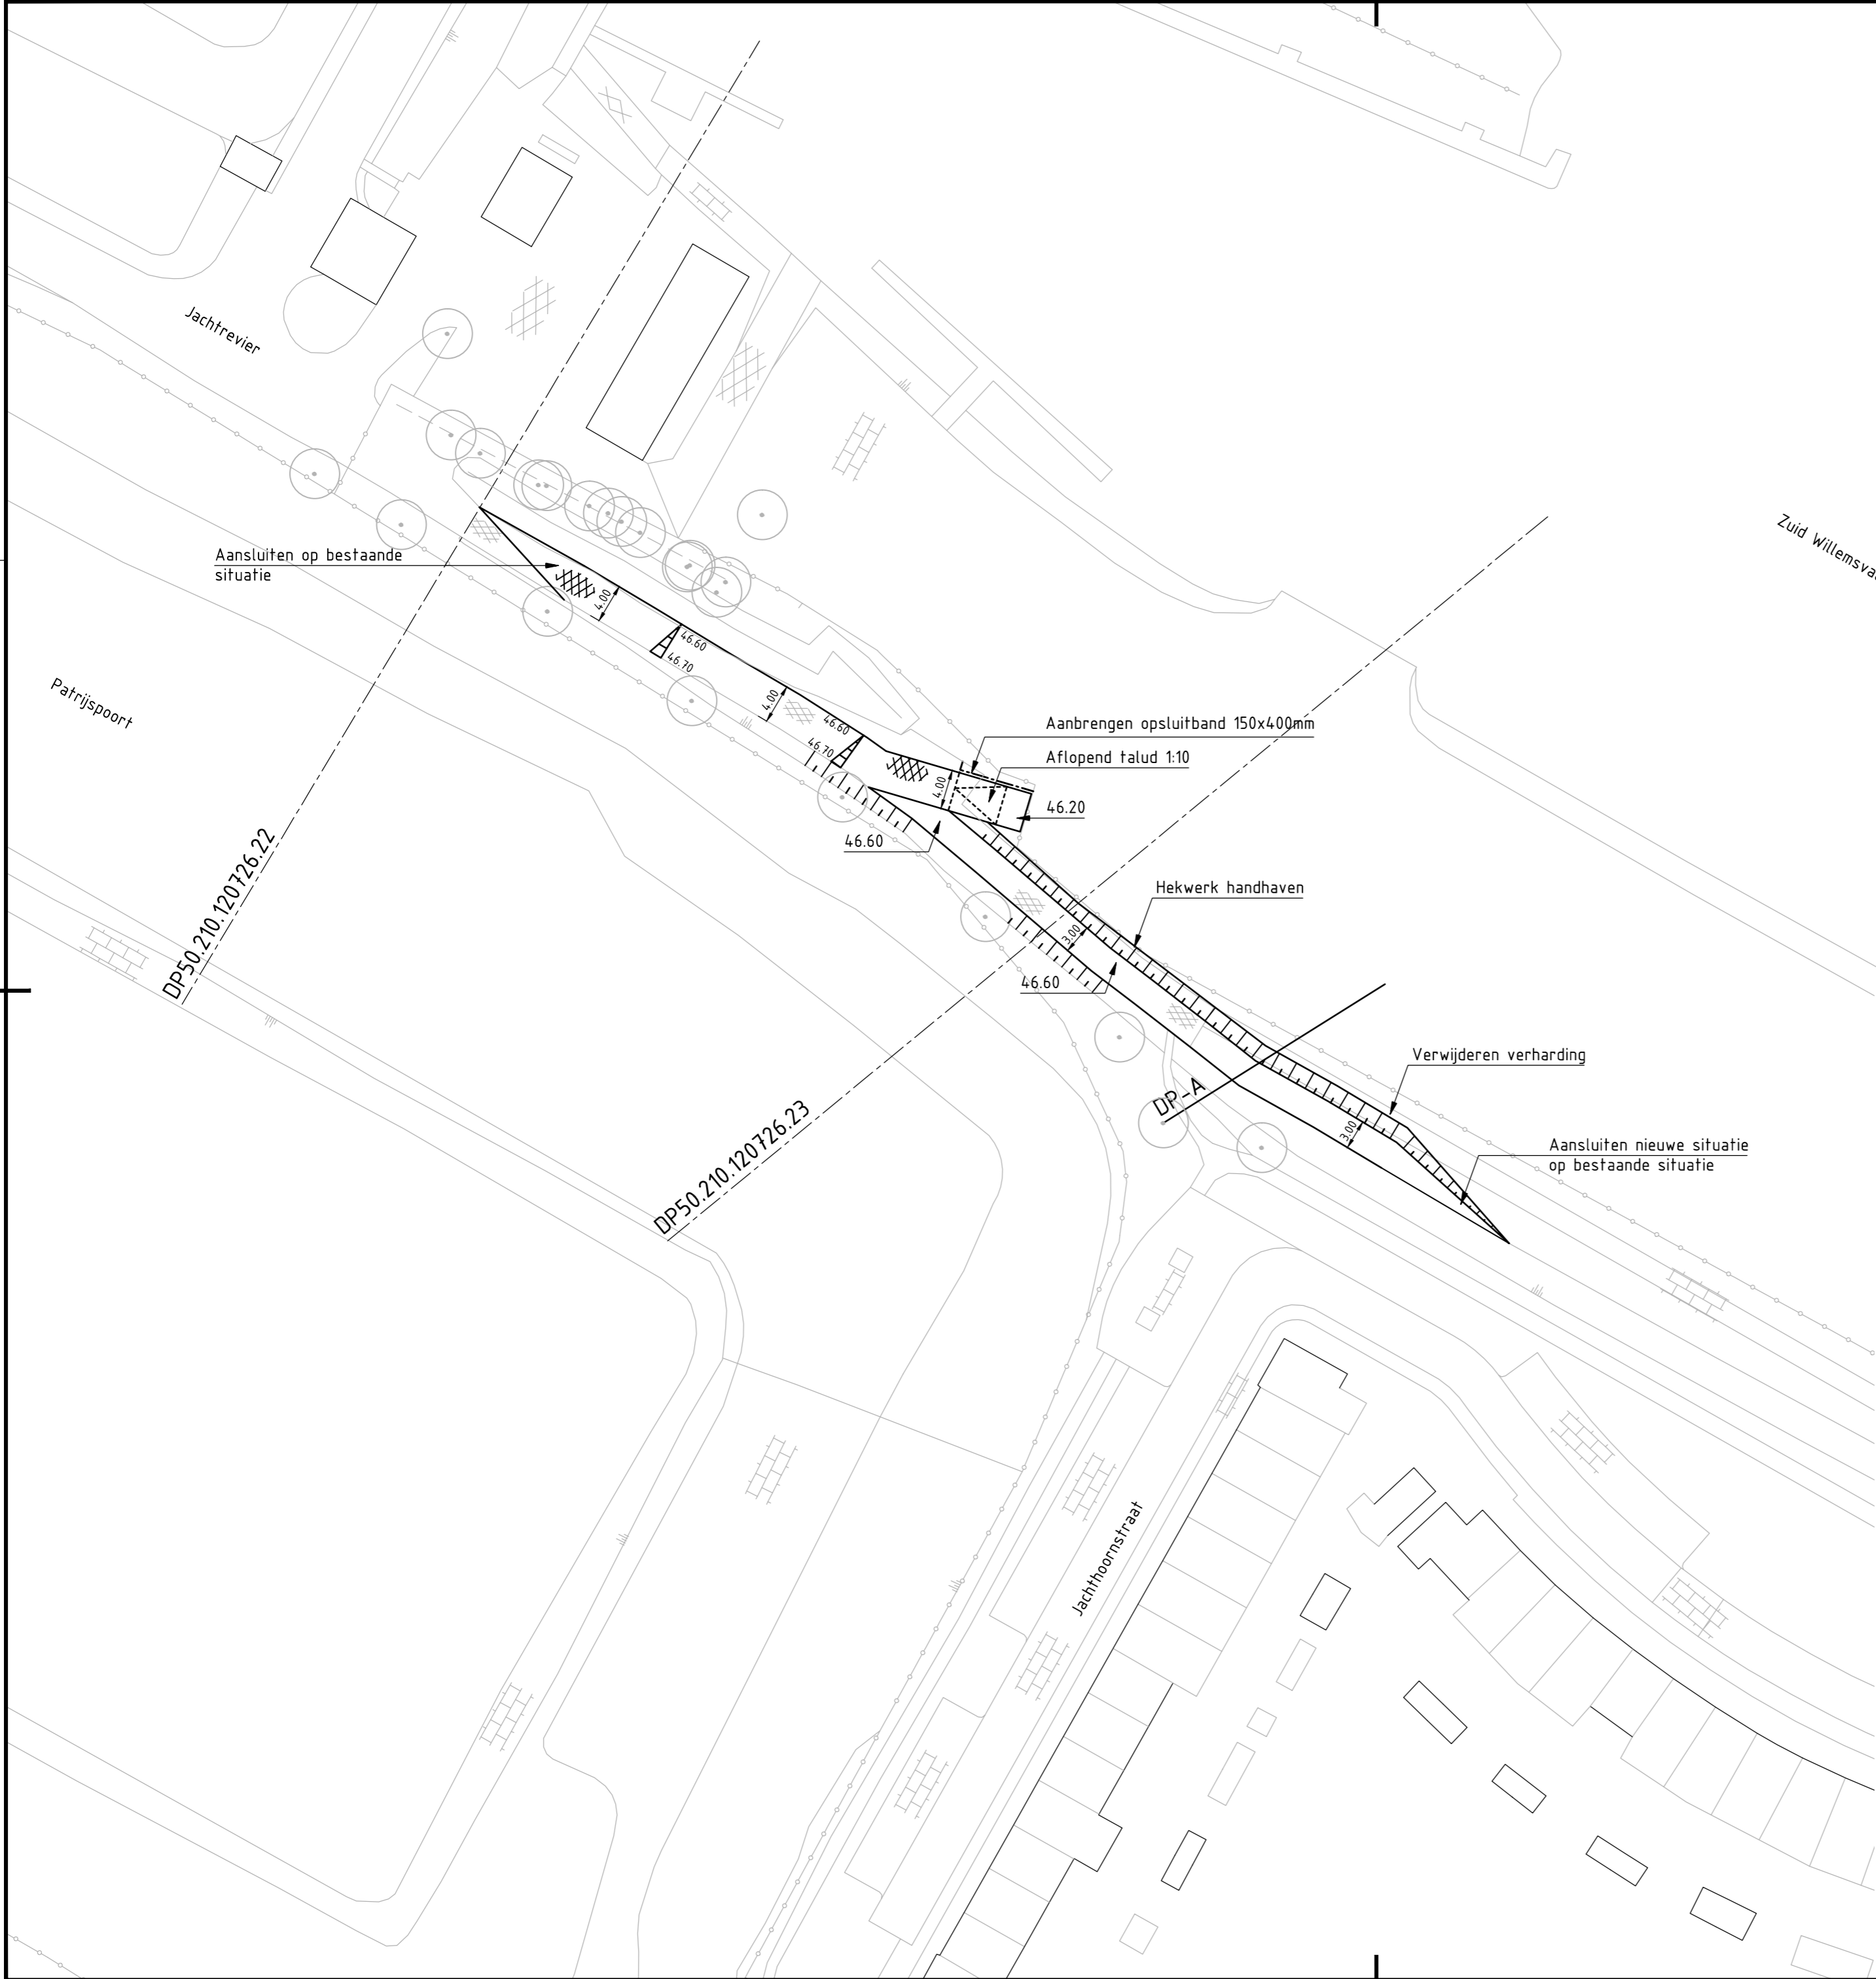 Jachtrevier
Zuid Willemsva
Aansluiten op bestaande
situatie
4.00
46.60
46.70
Patrijspoort
4.00
46.60
46.70
Aanbrengen opsluitband 150x400mm
Aflopend talud 1:10
4.00
46.20
46.60
DP50.210.120726.22
Hekwerk handhaven
3.00
46.60
Verwijderen verharding
DP-A
3.00
Aansluiten nieuwe situatie
op bestaande situatie
DP50.210.120726.23
Jachthoornstraat